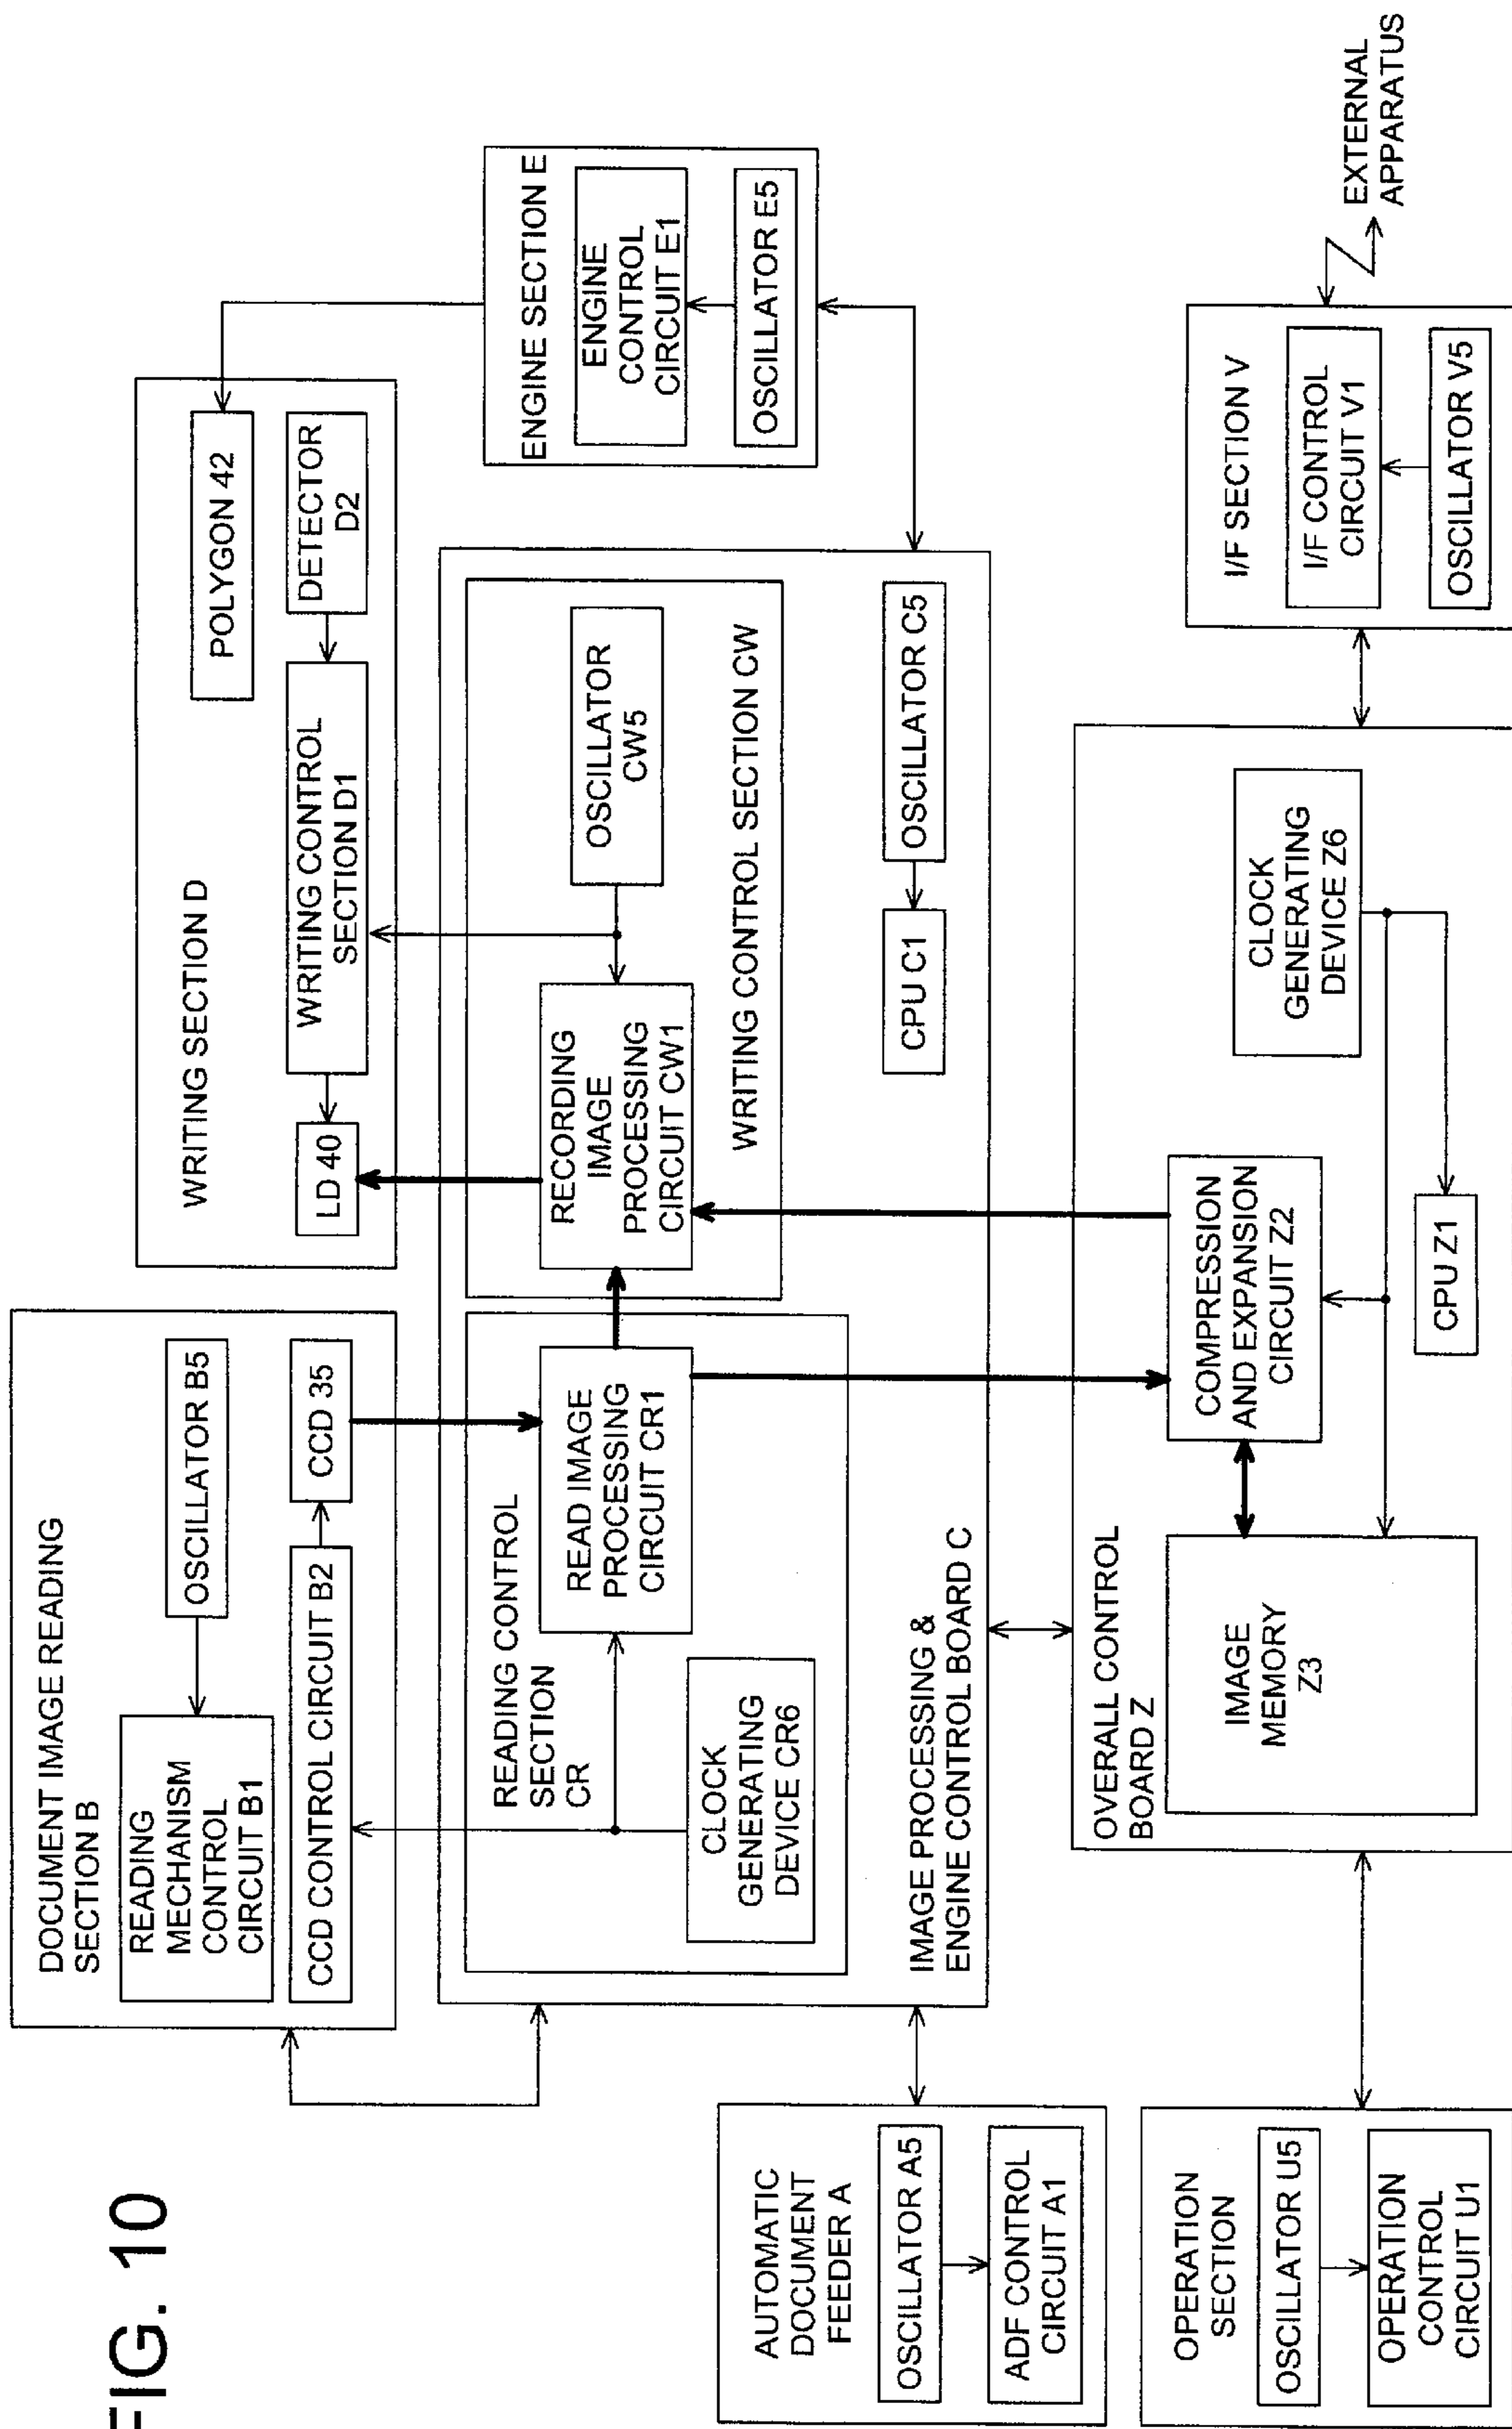 FIG. 10
DOCUMENT IMAGE READING
SECTION B
READING
MECHANISM
CONTROL
CIRCUIT B1
OSCILLATOR B5
CCD CONTROL CIRCUIT B2
CCD 35
WRITING SECTION D
POLYGON 42
LD 40
WRITING CONTROL
SECTION D1
DETECTOR
D2
READING CONTROL
SECTION
CR
READ IMAGE
PROCESSING
CIRCUIT CR1
CLOCK
GENERATING
DEVICE CR6
RECORDING
IMAGE
PROCESSING
CIRCUIT CW1
OSCILLATOR
CW5
WRITING CONTROL SECTION CW
ENGINE SECTION E
ENGINE
CONTROL
CIRCUIT E1
OSCILLATOR E5
IMAGE PROCESSING &
ENGINE CONTROL BOARD C
CPU C1
OSCILLATOR C5
AUTOMATIC
DOCUMENT
FEEDER A
OSCILLATOR A5
ADF CONTROL
CIRCUIT A1
OVERALL CONTROL
BOARD Z
IMAGE
MEMORY
Z3
COMPRESSION
AND EXPANSION
CIRCUIT Z2
CLOCK
GENERATING
DEVICE Z6
CPU Z1
OPERATION
SECTION
OSCILLATOR U5
OPERATION
CONTROL
CIRCUIT U1
I/F SECTION V
I/F CONTROL
CIRCUIT V1
OSCILLATOR V5
EXTERNAL
APPARATUS